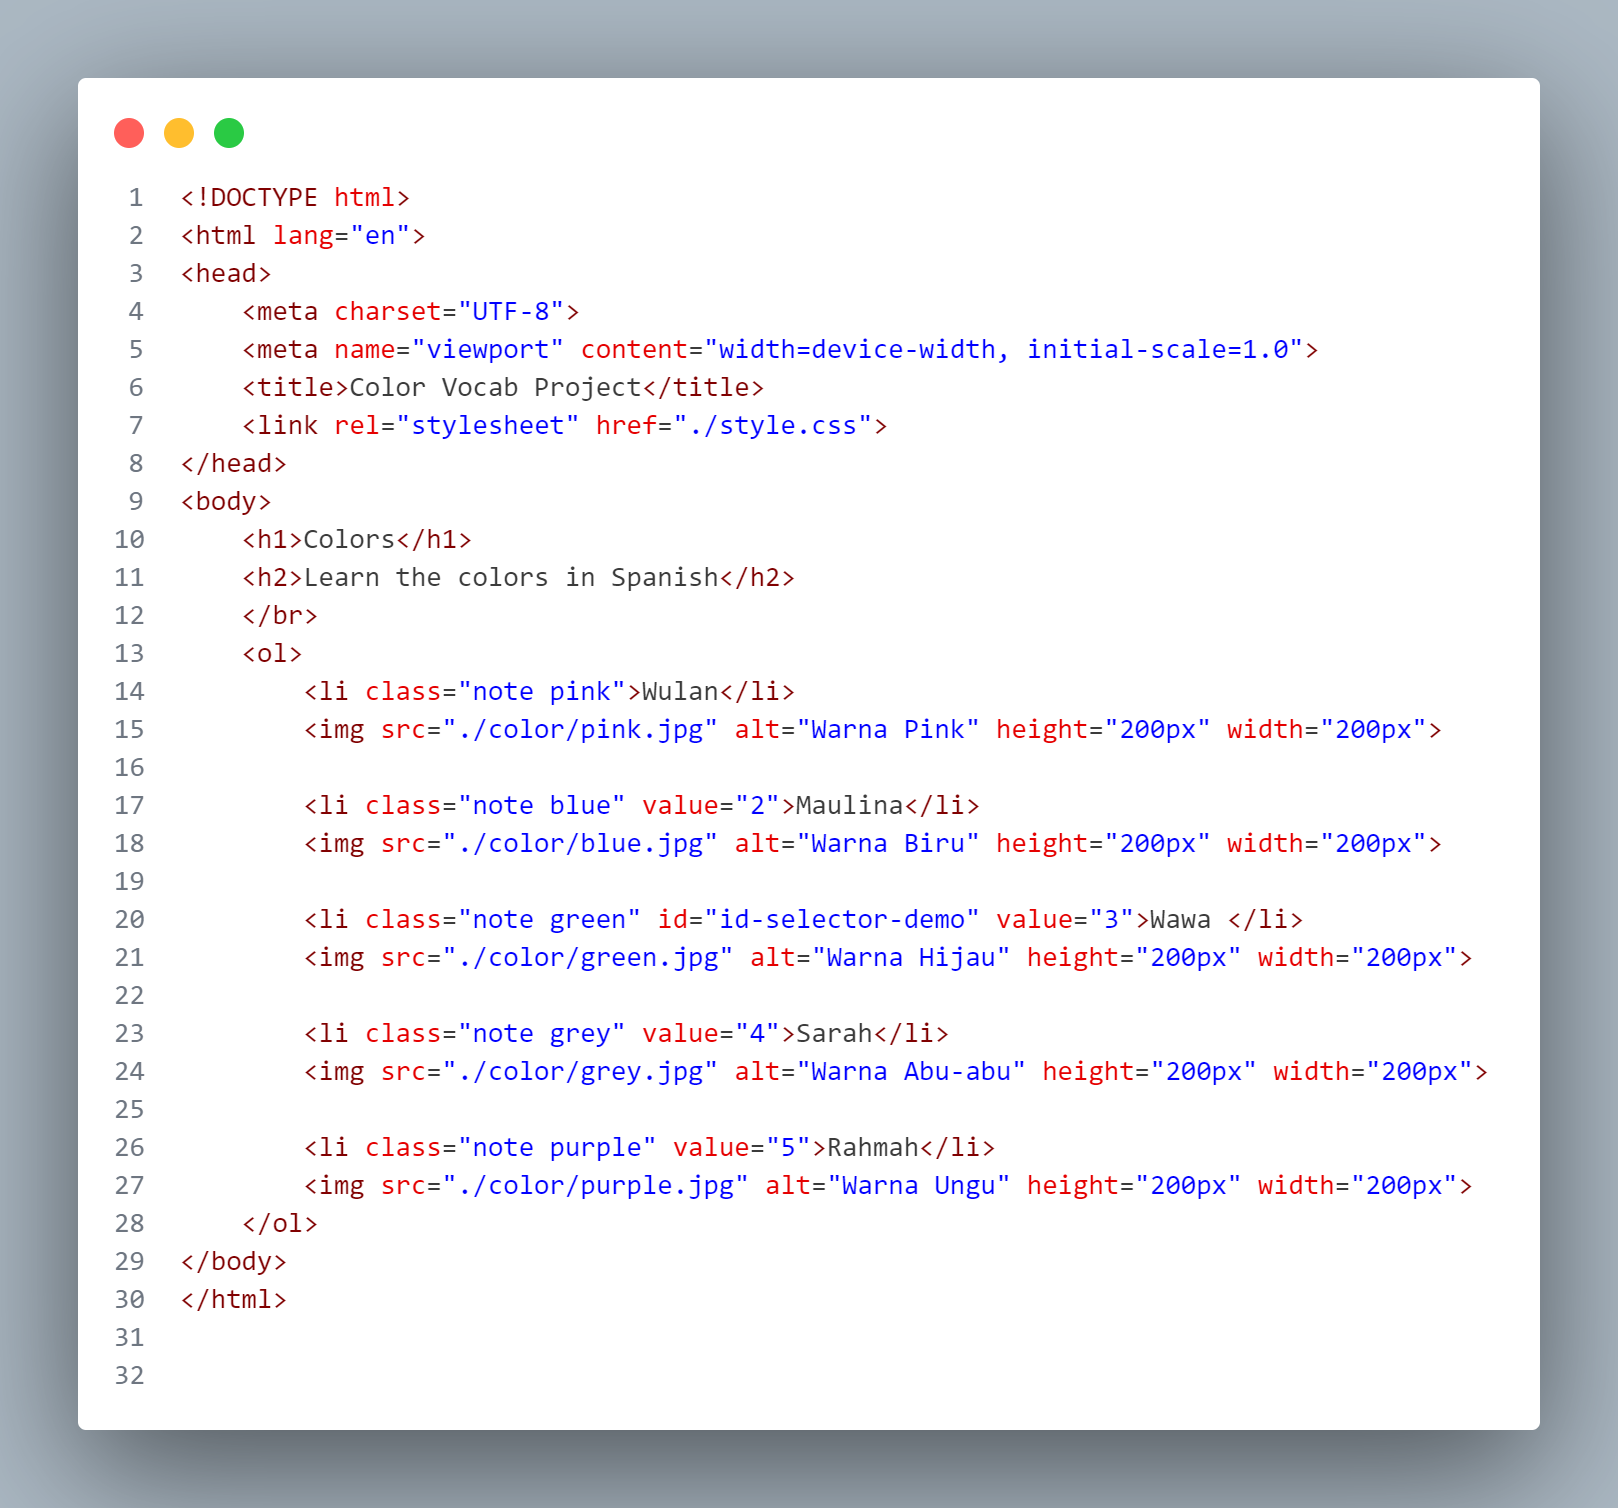 1 <!DOCTYPE html>
2 <html lang="en">
3 <head>
4     <meta charset="UTF-8">
5     <meta name="viewport" content="width=device-width, initial-scale=1.0">
6     <title>Color Vocab Project</title>
7     <link rel="stylesheet" href="./style.css">
8 </head>
9 <body>
10     <h1>Colors</h1>
11     <h2>Learn the colors in Spanish</h2>
12     </br>
13     <ol>
14         <li class="note pink">Wulan</li>
15         <img src="./color/pink.jpg" alt="Warna Pink" height="200px" width="200px">
16
17         <li class="note blue" value="2">Maulina</li>
18         <img src="./color/blue.jpg" alt="Warna Biru" height="200px" width="200px">
19
20         <li class="note green" id="id-selector-demo" value="3">Wawa </li>
21         <img src="./color/green.jpg" alt="Warna Hijau" height="200px" width="200px">
22
23         <li class="note grey" value="4">Sarah</li>
24         <img src="./color/grey.jpg" alt="Warna Abu-abu" height="200px" width="200px">
25
26         <li class="note purple" value="5">Rahmah</li>
27         <img src="./color/purple.jpg" alt="Warna Ungu" height="200px" width="200px">
28     </ol>
29 </body>
30 </html>
31
32